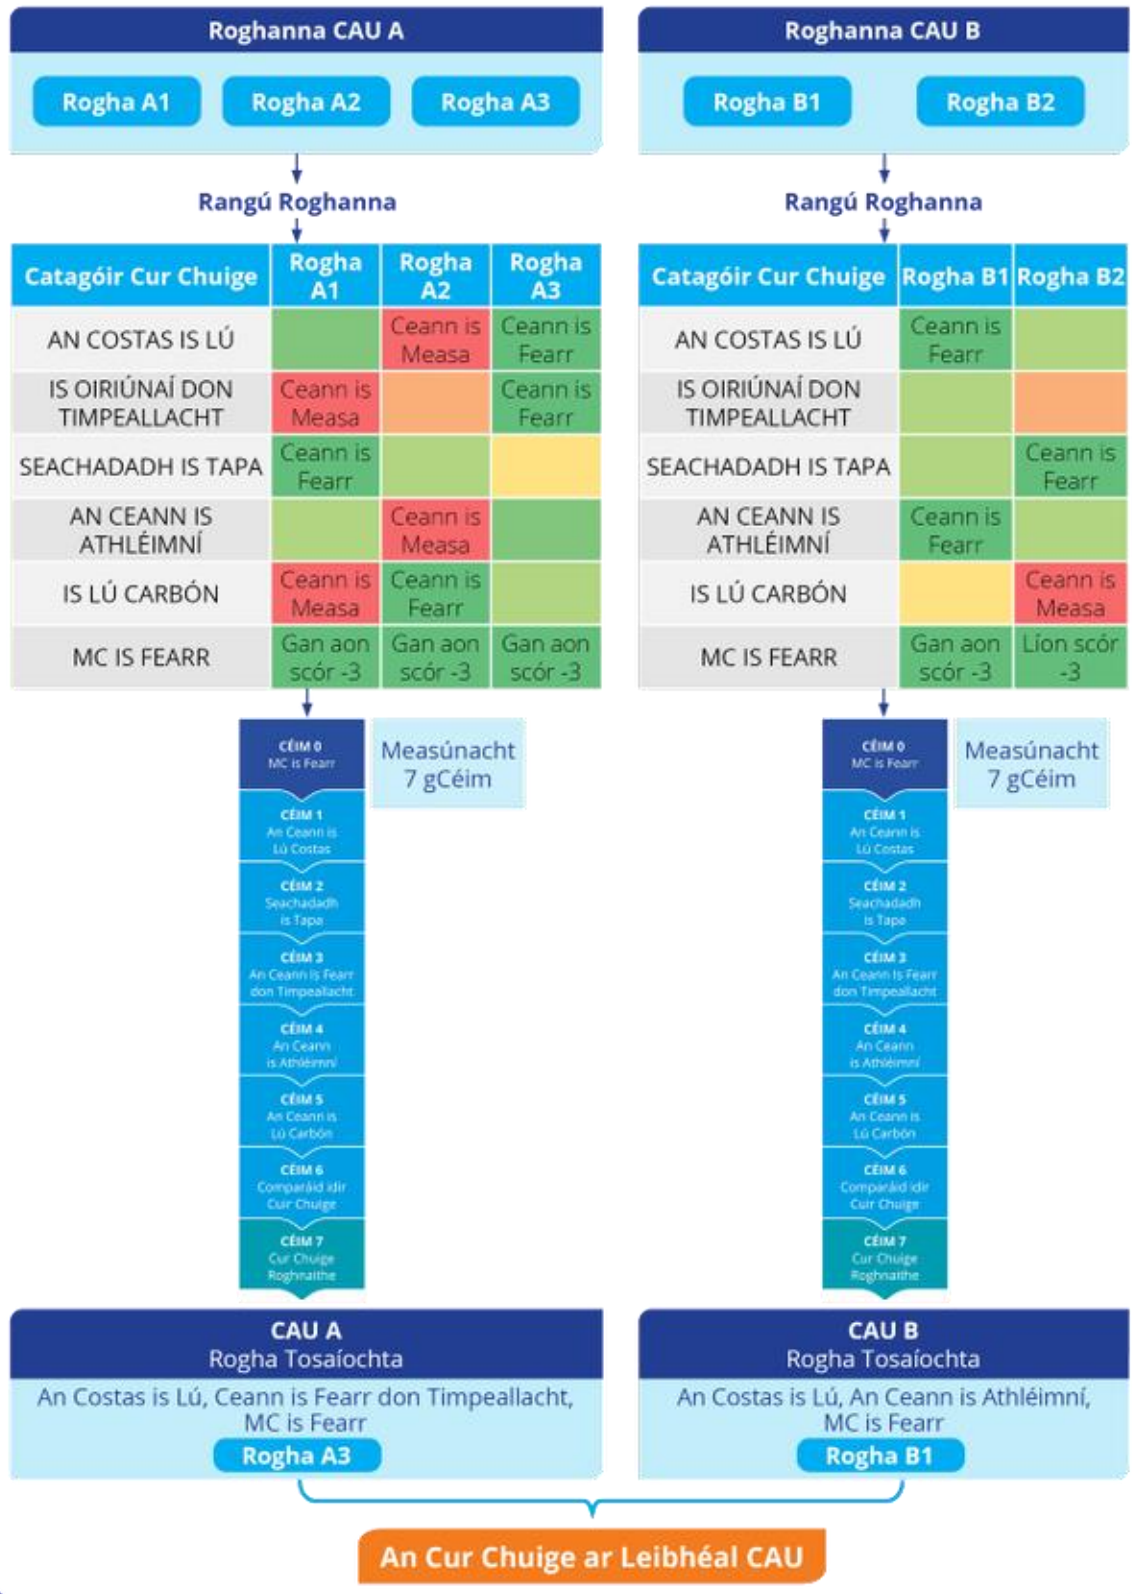 Roghanna CAU A
Rogha A1
Rogha A2
Rogha A3
Rangú Roghanna
Catagóir Cur Chuige
Rogha
A1
Rogha
A2
Rogha
A3
AN COSTAS IS LÚ
Ceann is
Measa
Ceann is
Fearr
IS OIRIÚNAÍ DON
TIMPEALLACHT
Ceann is
Measa
Ceann is
Fearr
SEACHADADH IS TAPA
Ceann is
Fearr
AN CEANN IS
ATHLÉIMNÍ
Ceann is
Measa
IS LÚ CARBÓN
Ceann is
Measa
Ceann is
Fearr
MC IS FEARR
Gan aon
scór -3
Gan aon
scór -3
Gan aon
scór -3
CÉIM 0
MC is Fearr
Measúnacht
7 gCéim
CÉIM 1
An Ceann is
Lú Costas
CÉIM 2
Seachadadh
is Tapa
CÉIM 3
An Ceann is Fearr
don Timpeallacht
CÉIM 4
An Ceann
is Athléimní
CÉIM 5
An Ceann is
Lú Carbón
CÉIM 6
Comparáid idir
Cuir Chuige
CÉIM 7
Cur Chuige
Roghnaithe
CAU A
Rogha Tosaíochta
An Costas is Lú, Ceann is Fearr don Timpeallacht,
MC is Fearr
Rogha A3
Roghanna CAU B
Rogha B1
Rogha B2
Rangú Roghanna
Catagóir Cur Chuige
Rogha B1
Rogha B2
AN COSTAS IS LÚ
Ceann is
Fearr
IS OIRIÚNAÍ DON
TIMPEALLACHT
SEACHADADH IS TAPA
Ceann is
Fearr
AN CEANN IS
ATHLÉIMNÍ
Ceann is
Fearr
IS LÚ CARBÓN
Ceann is
Measa
MC IS FEARR
Gan aon
scór -3
Líon scór
-3
CÉIM 0
MC is Fearr
Measúnacht
7 gCéim
CÉIM 1
An Ceann is
Lú Costas
CÉIM 2
Seachadadh
is Tapa
CÉIM 3
An Ceann is Fearr
don Timpeallacht
CÉIM 4
An Ceann
is Athléimní
CÉIM 5
An Ceann is
Lú Carbón
CÉIM 6
Comparáid idir
Cuir Chuige
CÉIM 7
Cur Chuige
Roghnaithe
CAU B
Rogha Tosaíochta
An Costas is Lú, An Ceann is Athléimní,
MC is Fearr
Rogha B1
An Cur Chuige ar Leibhéal CAU